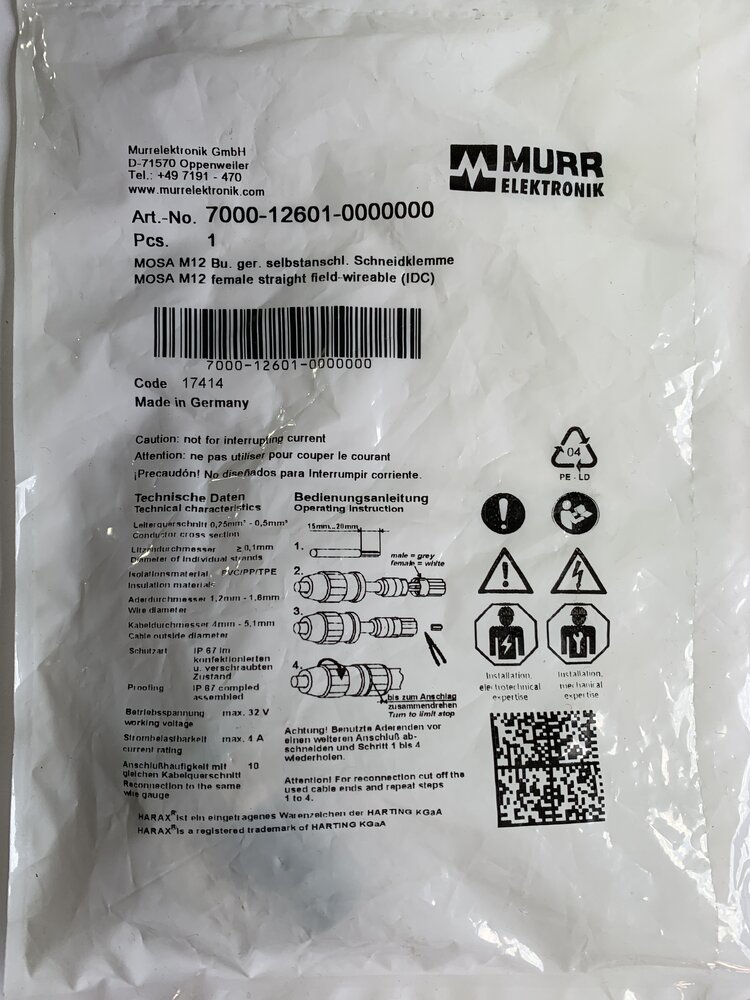 Murrelektronik GmbH
D-71570 Oppenweiler
Tel.: +49 7191 - 470
www.murrelektronik.com
MURR
ELEKTRONIK
Art.-No. 7000-12601-0000000
Pcs. 1
MOSA M12 Bu. ger. selbstanschl. Schneidklemme
MOSA M12 female straight field-wireable (IDC)
7000-12601-0000000
Code 17414
Made in Germany
Caution: not for interrupting current
Attention: ne pas utiliser pour couper le courant
¡Precaudón! No diseñados para Interrumpir corriente.
04
PE-LD
Technische Daten
Technical characteristics
Leiterquerschnitt 0,25mm² - 0,5mm²
Conductor cross section
Litzendurchmesser ≥ 0,1mm
Diameter of individual strands
Isolationsmaterial PVC/PP/TPE
Insulation materials
Aderdurchmesser 1,2mm - 1,6mm
Wire diameter
Kabeldurchmesser 4mm - 5,1mm
Cable outside diameter
Schutzart IP 67 im
konfektionierten
u. verschraubten
Zustand
Proofing IP 67 compled
assembled
Betriebsspannung max. 32 V
working voltage
Strombelastbarkeit max. 4 A
current rating
Anschlußhäufigkeit mit 10
gleichen Kabelquerschnitt
Reconnection to the same
wire gauge
Bedienungsanleitung
Operating Instruction
15mm...20mm
1.
male = grey
female = white
2.
3.
4.
bis zum Anschlag
zusammendrehen
Turn to limit stop
Achtung! Benutzte Aderenden vor
einen weiteren Anschluß ab-
schneiden und Schritt 1 bis 4
wiederholen.
Attention! For reconnection cut off the
used cable ends and repeat steps
1 to 4.
Installation,
electrotechnical
expertise
Installation,
mechanical
expertise
HARAX® ist ein eingetragenes Warenzeichen der HARTING KGaA
HARAX® is a registered trademark of HARTING KGaA